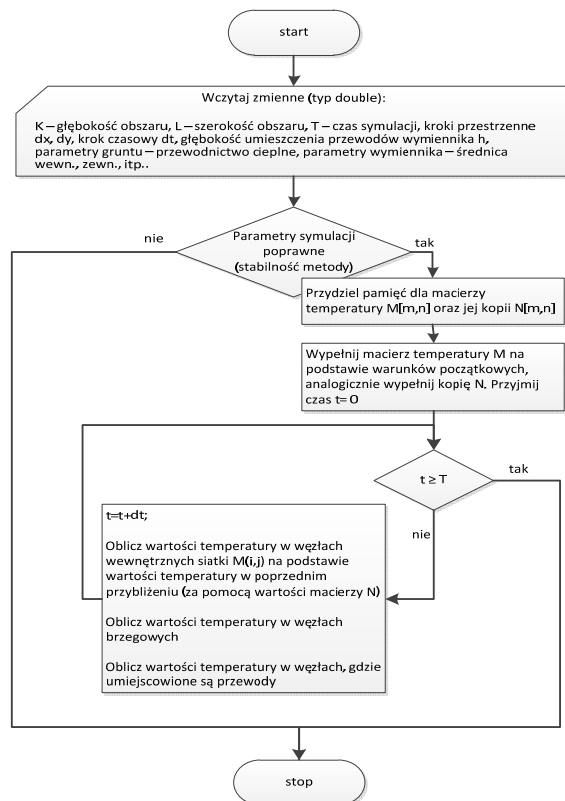 start
Wczytaj zmienne (typ double):
K – głębokość obszaru, L – szerokość obszaru, T – czas symulacji, kroki przestrzenne
dx, dy, krok czasowy dt, głębokość umieszczenia przewodów wymiennika h,
parametry gruntu – przewodnictwo cieplne, parametry wymiennika – średnica
wewn., zewn., itp..
nie
Parametry symulacji
poprawne
(stabilność metody)
tak
Przydziel pamięć dla macierzy
temperatury M[m,n] oraz jej kopii N[m,n]
Wypełnij macierz temperatury M na
podstawie warunków początkowych,
analogicznie wypełnij kopię N. Przyjmij
czas t= 0
t ≥ T
tak
nie
t=t+dt;
Oblicz wartości temperatury w węzłach
wewnętrznych siatki M(i,j) na podstawie
wartości temperatury w poprzednim
przybliżeniu (za pomocą wartości macierzy N)
Oblicz wartości temperatury w węzłach
brzegowych
Oblicz wartości temperatury w węzłach, gdzie
umiejscowione są przewody
stop